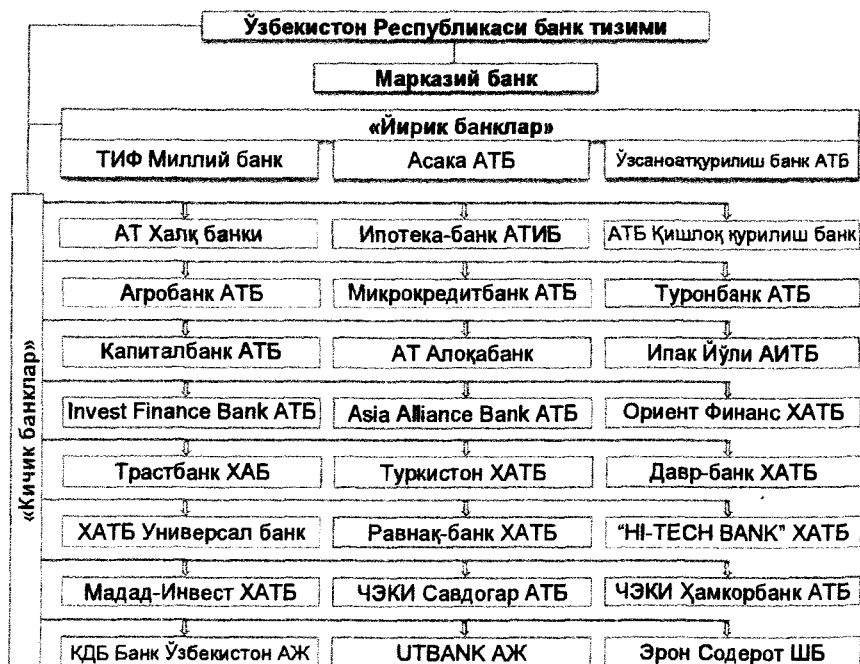 Ўзбекистон Республикаси банк тизими
Марказий банк
«Йирик банклар»
ТИФ Миллий банк
Асака АТБ
Ўзсаноатқурилиш банк АТБ
«Кичик банклар»
АТ Халқ банки
Ипотека-банк АТИБ
АТБ Қишлоқ қурилиш банк
Агробанк АТБ
Микрокредитбанк АТБ
Туронбанк АТБ
Капиталбанк АТБ
АТ Алоқабанк
Ипак Йўли АИТБ
Invest Finance Bank АТБ
Asia Alliance Bank АТБ
Ориент Финанс ХАТБ
Трастбанк ХАБ
Туркистон ХАТБ
Давр-банк ХАТБ
ХАТБ Универсал банк
Равнақ-банк ХАТБ
“HI-TECH BANK” ХАТБ
Мадад-Инвест ХАТБ
ЧЭКИ Савдогар АТБ
ЧЭКИ Ҳамкорбанк АТБ
КДБ Банк Ўзбекистон АЖ
UTBANK АЖ
Эрон Содерот ШБ